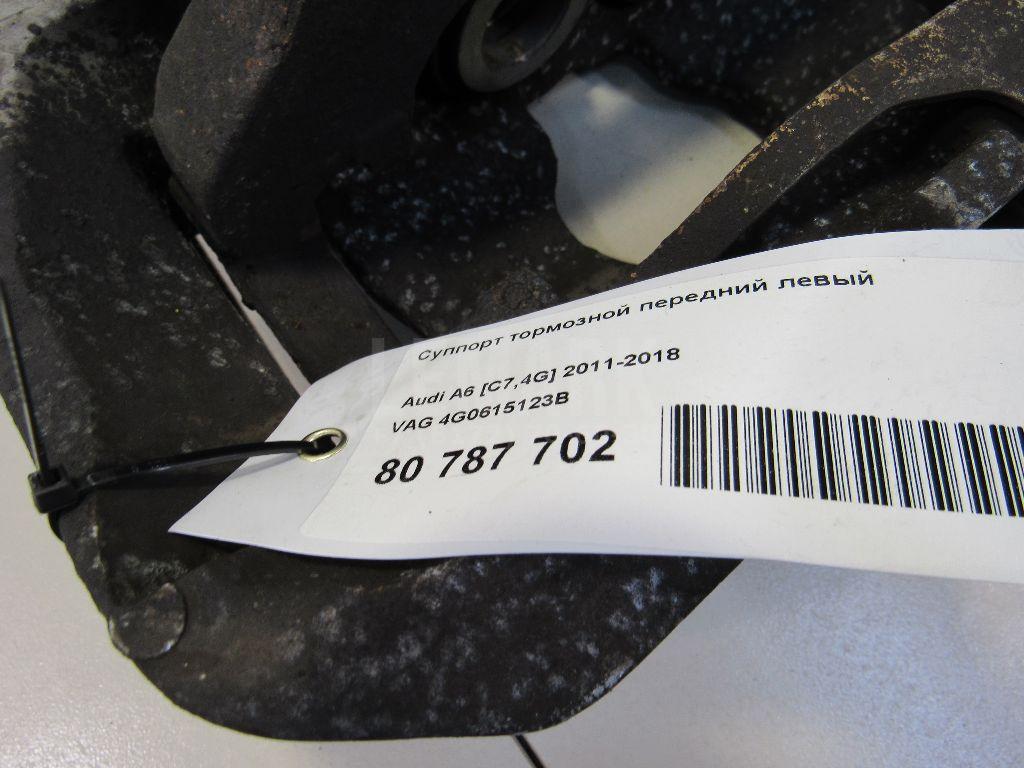 Суппорт тормозной передний левый
Audi A6 [C7,4G] 2011-2018
VAG 4G0615123B
80 787 702